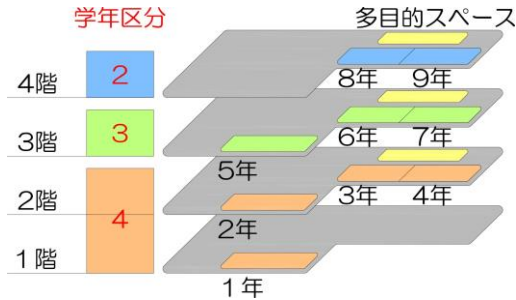 学年区分 多目的スペース
4階 2 8年 9年
3階 3 5年 6年 7年
2階 4 2年 3年 4年
1階 1年